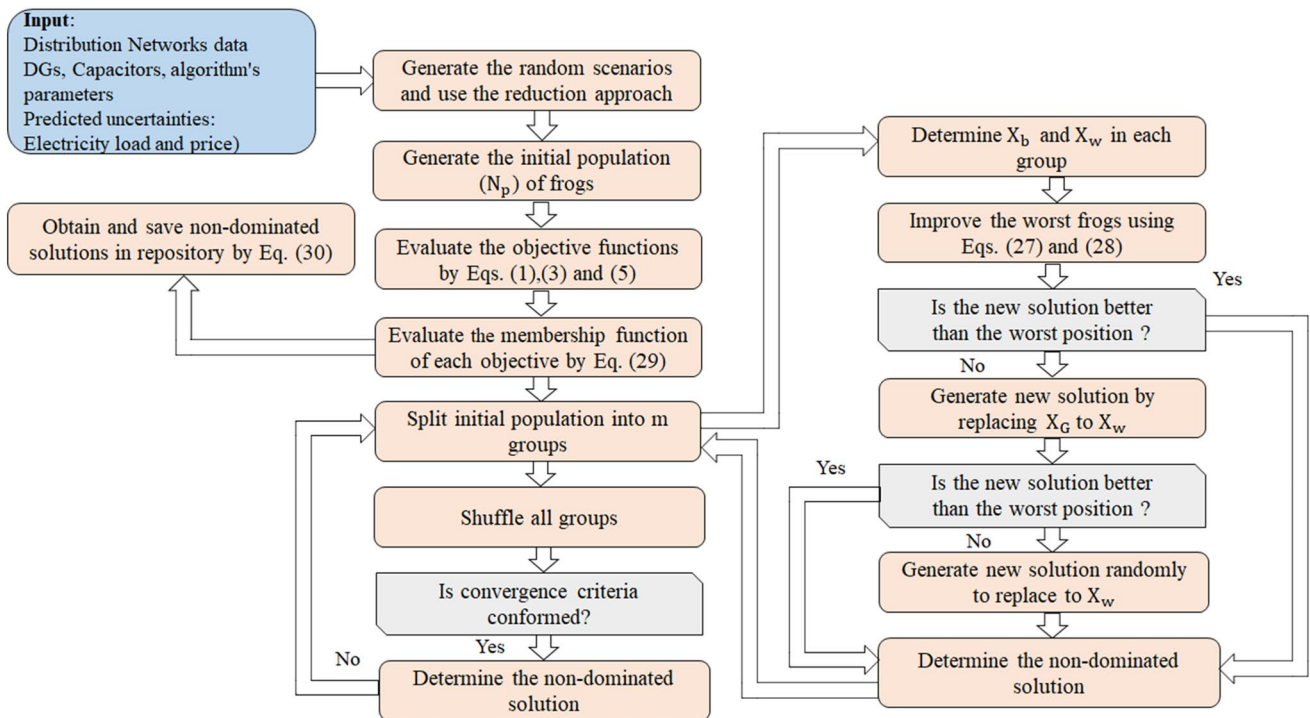 Input:
Distribution Networks data
DGs, Capacitors, algorithm's
parameters
Predicted uncertainties:
Electricity load and price)
Generate the random scenarios
and use the reduction approach
Generate the initial population
(Nₚ) of frogs
Evaluate the objective functions
by Eqs. (1),(3) and (5)
Evaluate the membership function
of each objective by Eq. (29)
Obtain and save non-dominated
solutions in repository by Eq. (30)
Split initial population into m
groups
Shuffle all groups
Is convergence criteria
conformed?
Yes
No
Determine the non-dominated
solution
Determine X_b and X_w in each
group
Improve the worst frogs using
Eqs. (27) and (28)
Yes
Is the new solution better
than the worst position ?
No
Generate new solution by
replacing X_G to X_w
Yes
Is the new solution better
than the worst position ?
No
Generate new solution randomly
to replace to X_w
Determine the non-dominated
solution